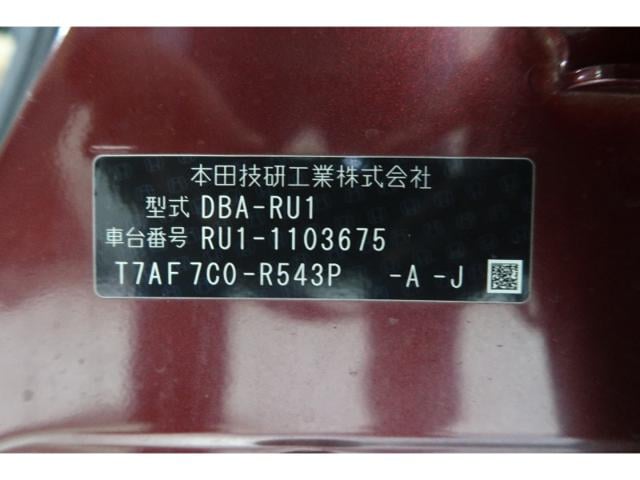 本田技研工業株式会社
型式 DBA-RU1
車台番号 RU1-1103675
T7AF 7C0-R543P -A -J